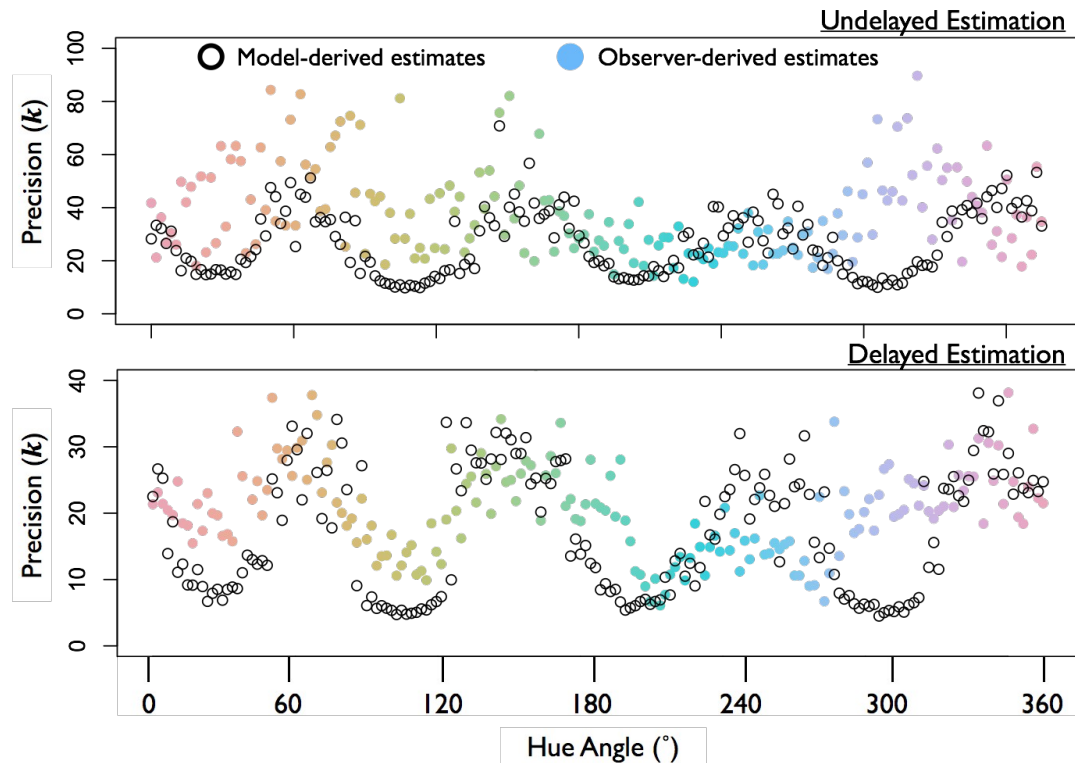 Undelayed Estimation
Model-derived estimates
Observer-derived estimates
Precision (k)
100
80
60
40
20
0
Delayed Estimation
Precision (k)
40
30
20
10
0
0 60 120 180 240 300 360
Hue Angle (°)